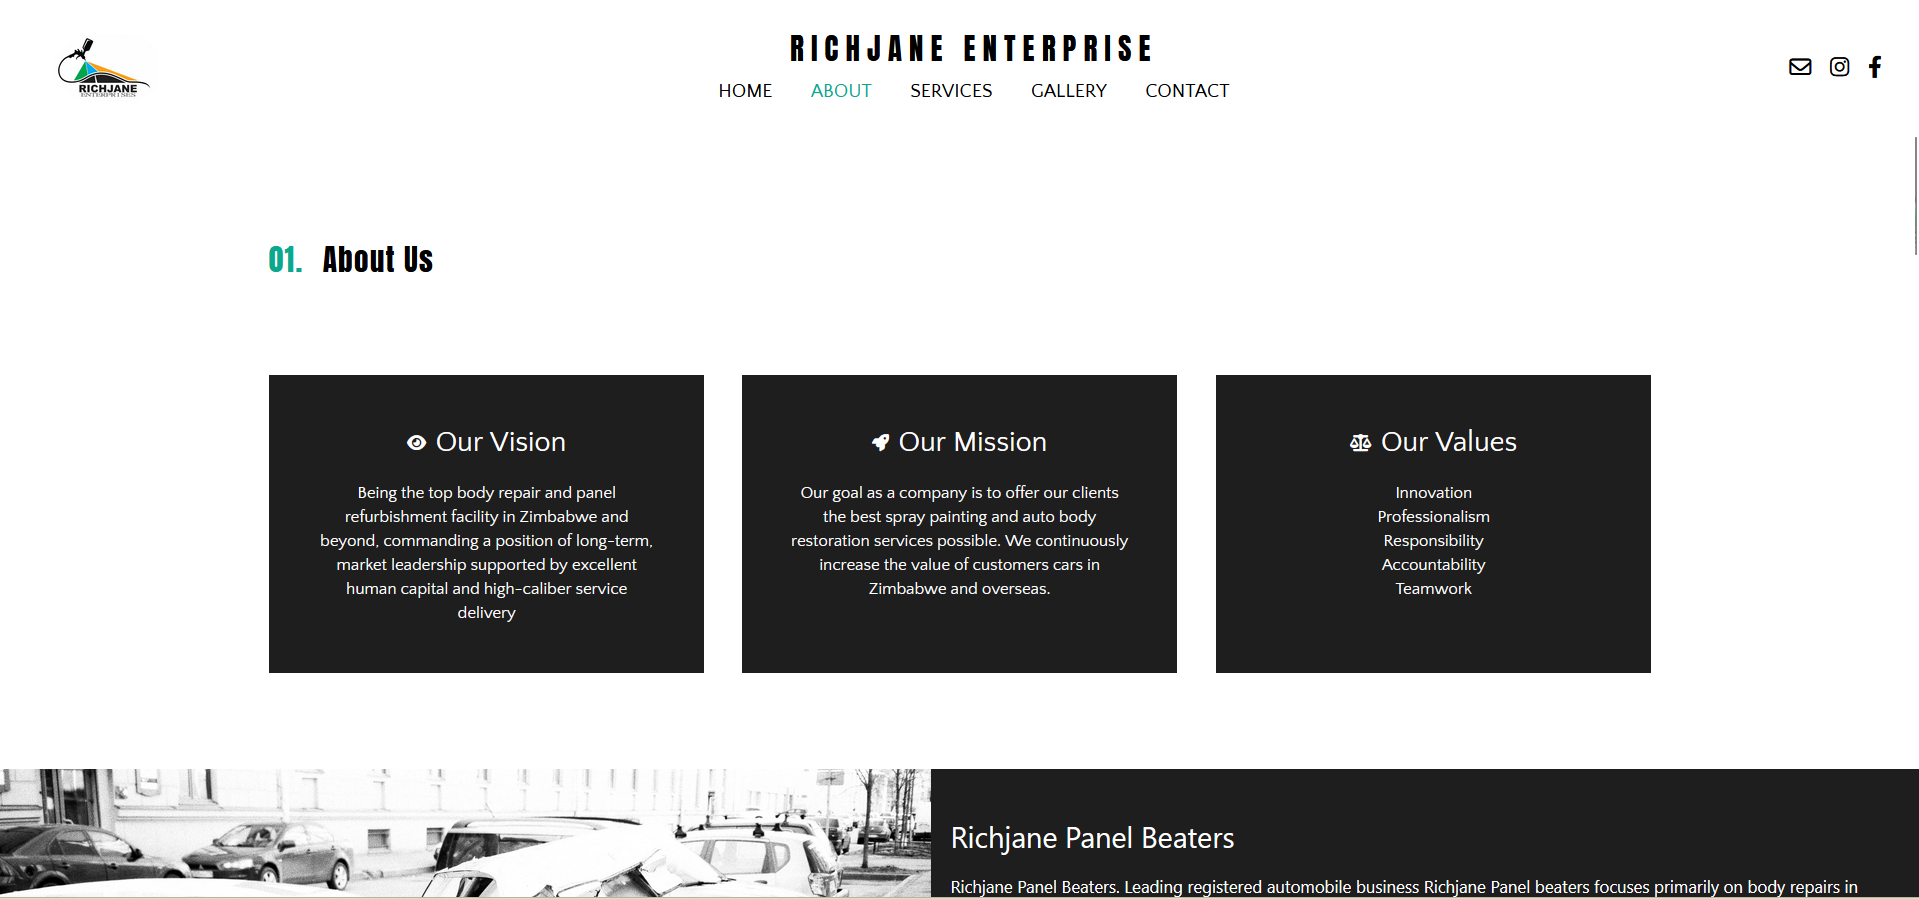 RICHJANE
ENTERPRISES
RICHJANE ENTERPRISE
HOME ABOUT SERVICES GALLERY CONTACT
01. About Us
Our Vision
Being the top body repair and panel
refurbishment facility in Zimbabwe and
beyond, commanding a position of long-term,
market leadership supported by excellent
human capital and high-caliber service
delivery
Our Mission
Our goal as a company is to offer our clients
the best spray painting and auto body
restoration services possible. We continuously
increase the value of customers cars in
Zimbabwe and overseas.
Our Values
Innovation
Professionalism
Responsibility
Accountability
Teamwork
Richjane Panel Beaters
Richjane Panel Beaters. Leading registered automobile business Richjane Panel beaters focuses primarily on body repairs in